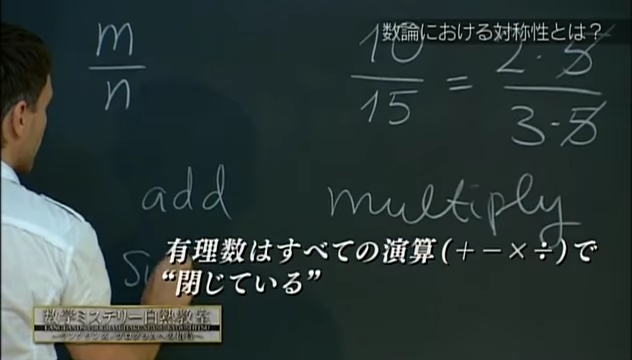 数論における対称性とは?
m
n
10
15
=
2・5
3・5
add
multiply
有理数はすべての演算(+−×÷)で
“閉じている”
数学ミステリー白熱教室